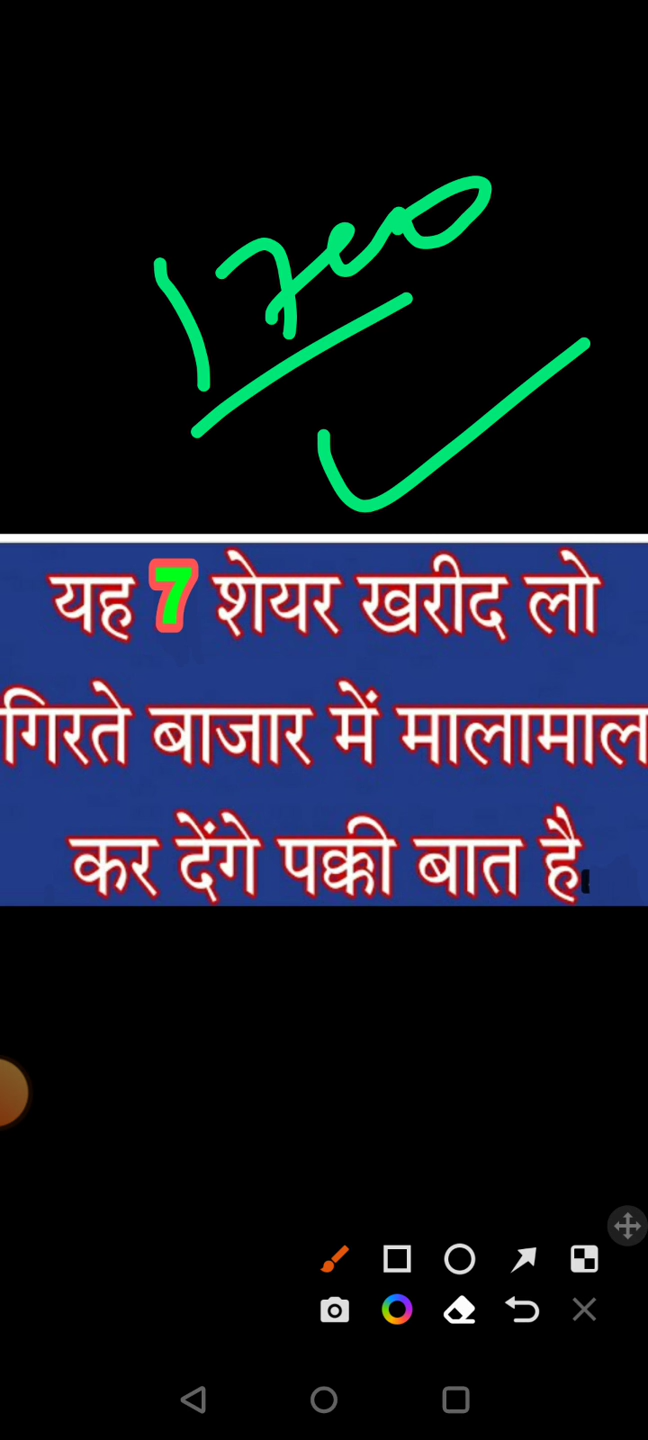 1700
यह 7 शेयर खरीद लो
गिरते बाजार में मालामाल
कर देंगे पक्की बात है